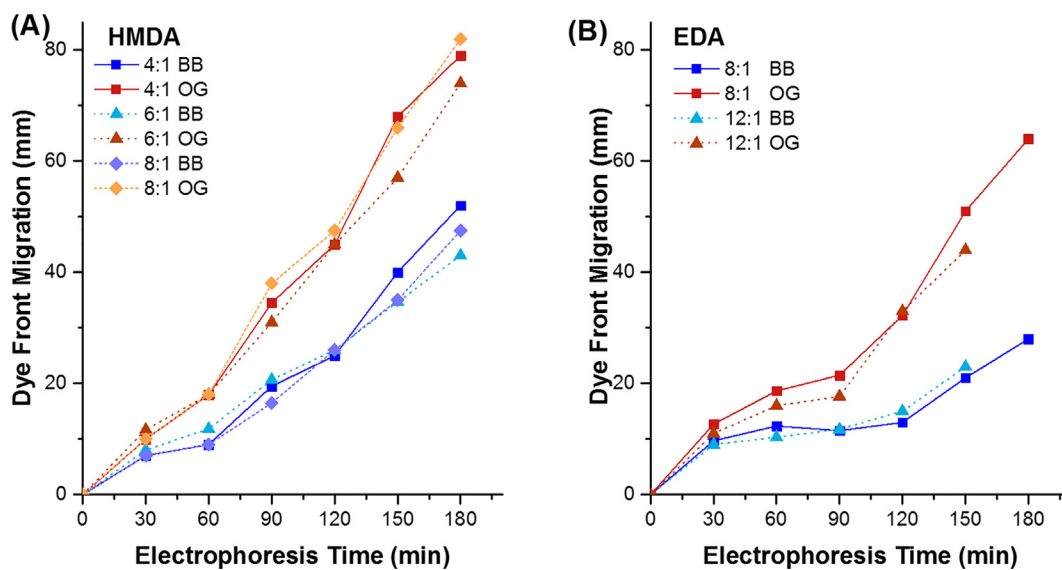 (A)
HMDA
4:1 BB
4:1 OG
6:1 BB
6:1 OG
8:1 BB
8:1 OG
Dye Front Migration (mm)
80
60
40
20
0
0 30 60 90 120 150 180
Electrophoresis Time (min)
(B)
EDA
8:1 BB
8:1 OG
12:1 BB
12:1 OG
Dye Front Migration (mm)
80
60
40
20
0
0 30 60 90 120 150 180
Electrophoresis Time (min)